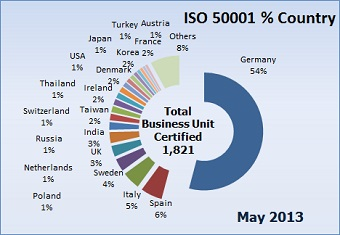 ISO 50001 % Country
Germany
54%
Spain
6%
Italy
5%
Sweden
4%
UK
3%
India
3%
Taiwan
2%
Ireland
2%
Denmark
2%
Korea
2%
France
2%
Others
8%
Poland
1%
Netherlands
1%
Russia
1%
Switzerland
1%
Thailand
1%
USA
1%
Japan
1%
Turkey
1%
Austria
1%
Total
Business Unit
Certified
1,821
May 2013